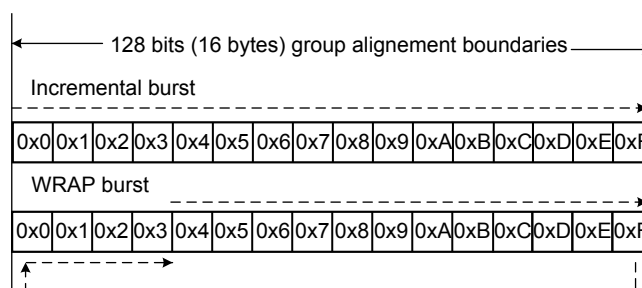 128 bits (16 bytes) group alignement boundaries
Incremental burst
0x0 0x1 0x2 0x3 0x4 0x5 0x6 0x7 0x8 0x9 0xA 0xB 0xC 0xD 0xE 0xF
WRAP burst
0x0 0x1 0x2 0x3 0x4 0x5 0x6 0x7 0x8 0x9 0xA 0xB 0xC 0xD 0xE 0xF